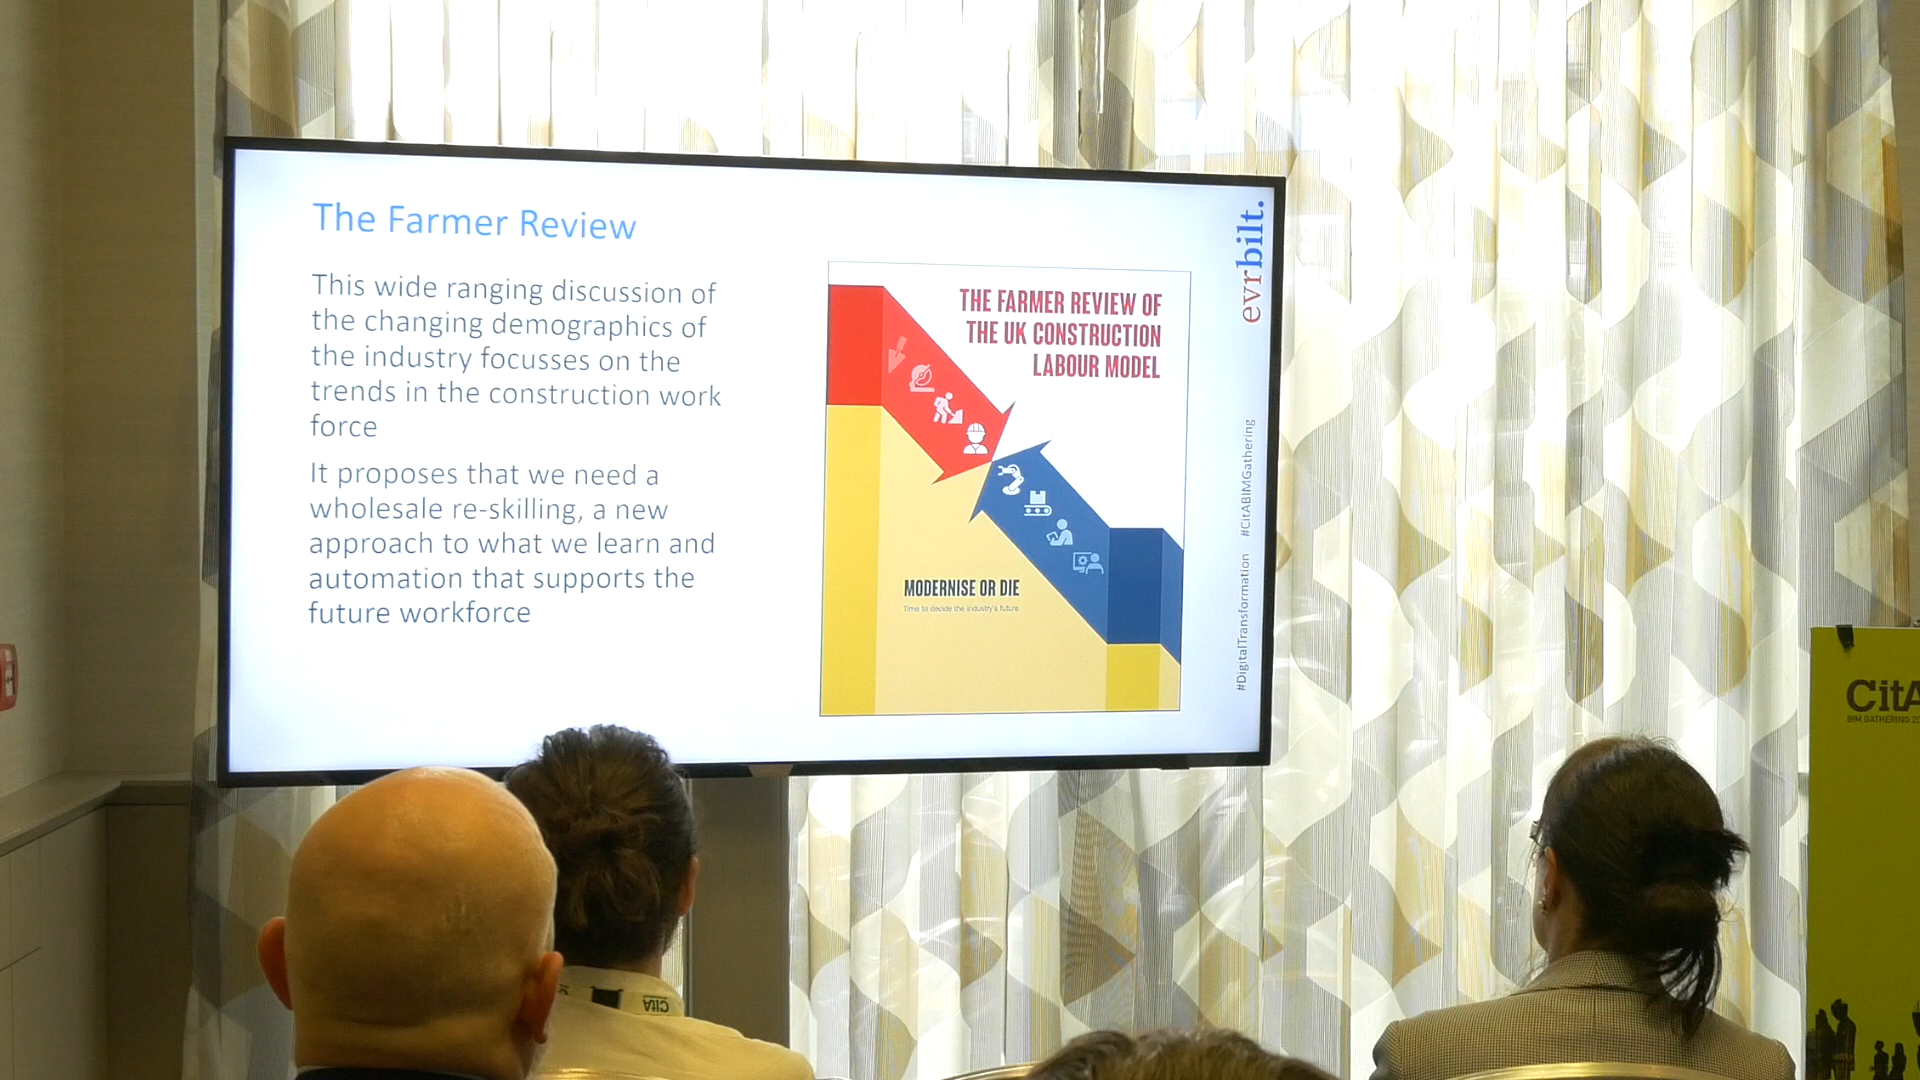 The Farmer Review
This wide ranging discussion of
the changing demographics of
the industry focusses on the
trends in the construction work
force
It proposes that we need a
wholesale re-skilling, a new
approach to what we learn and
automation that supports the
future workforce
THE FARMER REVIEW OF
THE UK CONSTRUCTION
LABOUR MODEL
MODERNISE OR DIE
Time to decide the industry's future
evrbilt.
#DigitalTransformation #CitABIMGathering
CitA
BIM GATHERING 20
CitA